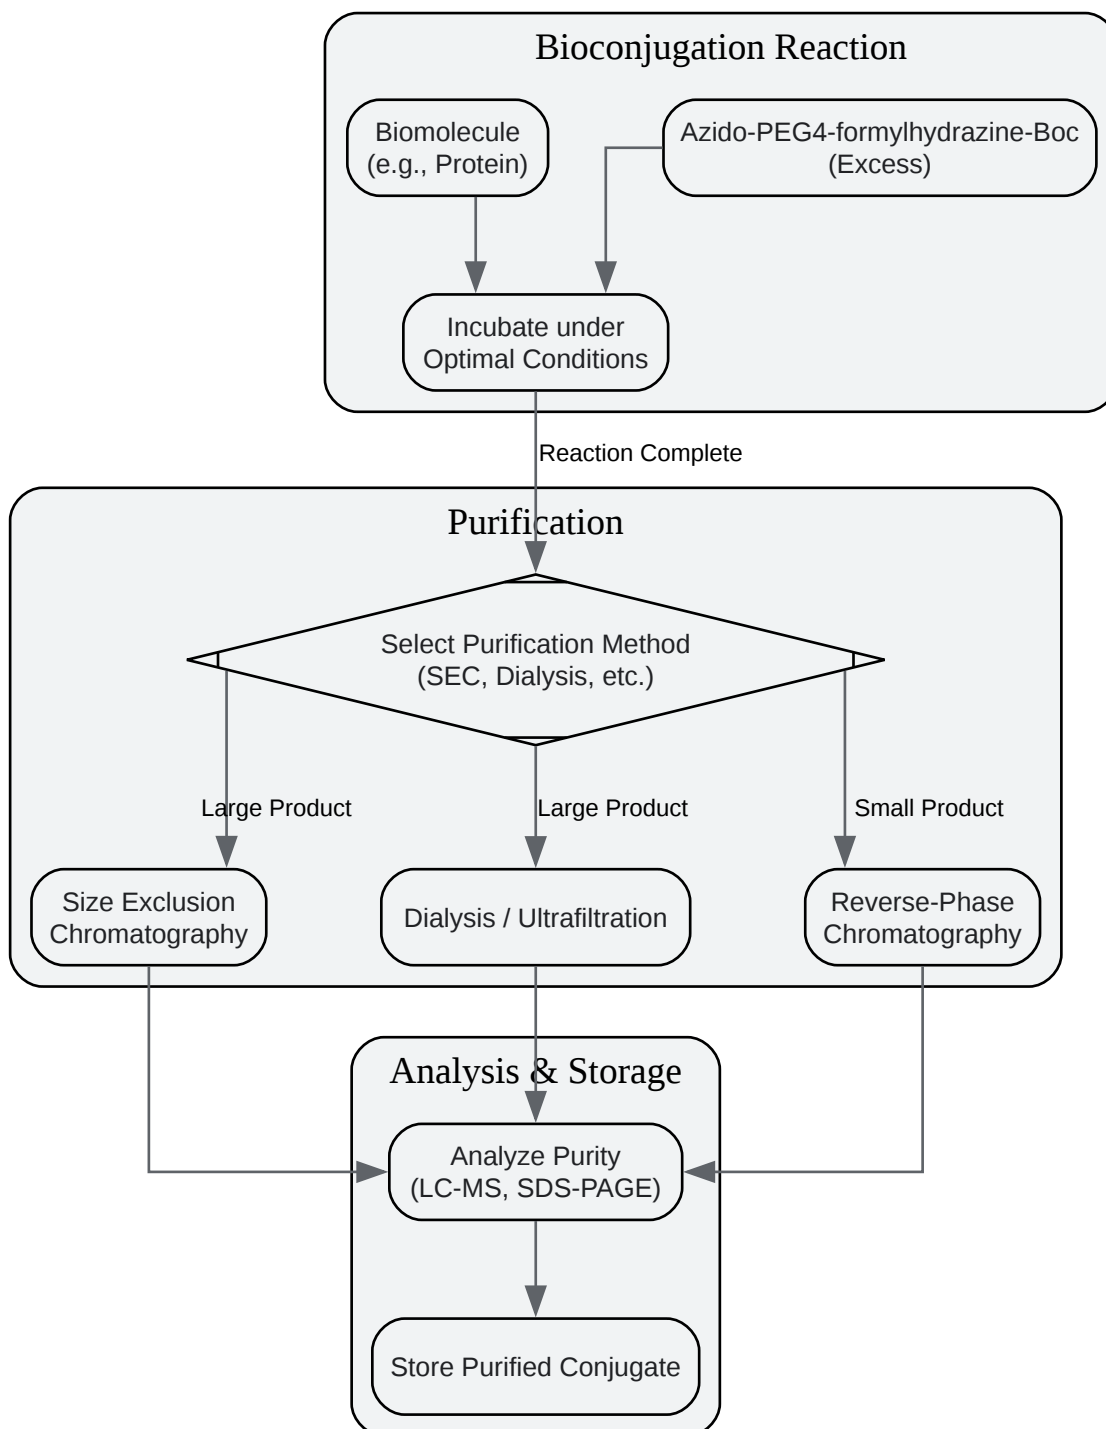 Bioconjugation Reaction
Biomolecule
(e.g., Protein)
Azido-PEG4-formylhydrazine-Boc
(Excess)
Incubate under
Optimal Conditions
Reaction Complete
Purification
Select Purification Method
(SEC, Dialysis, etc.)
Large Product
Large Product
Small Product
Size Exclusion
Chromatography
Dialysis / Ultrafiltration
Reverse-Phase
Chromatography
Analysis & Storage
Analyze Purity
(LC-MS, SDS-PAGE)
Store Purified Conjugate